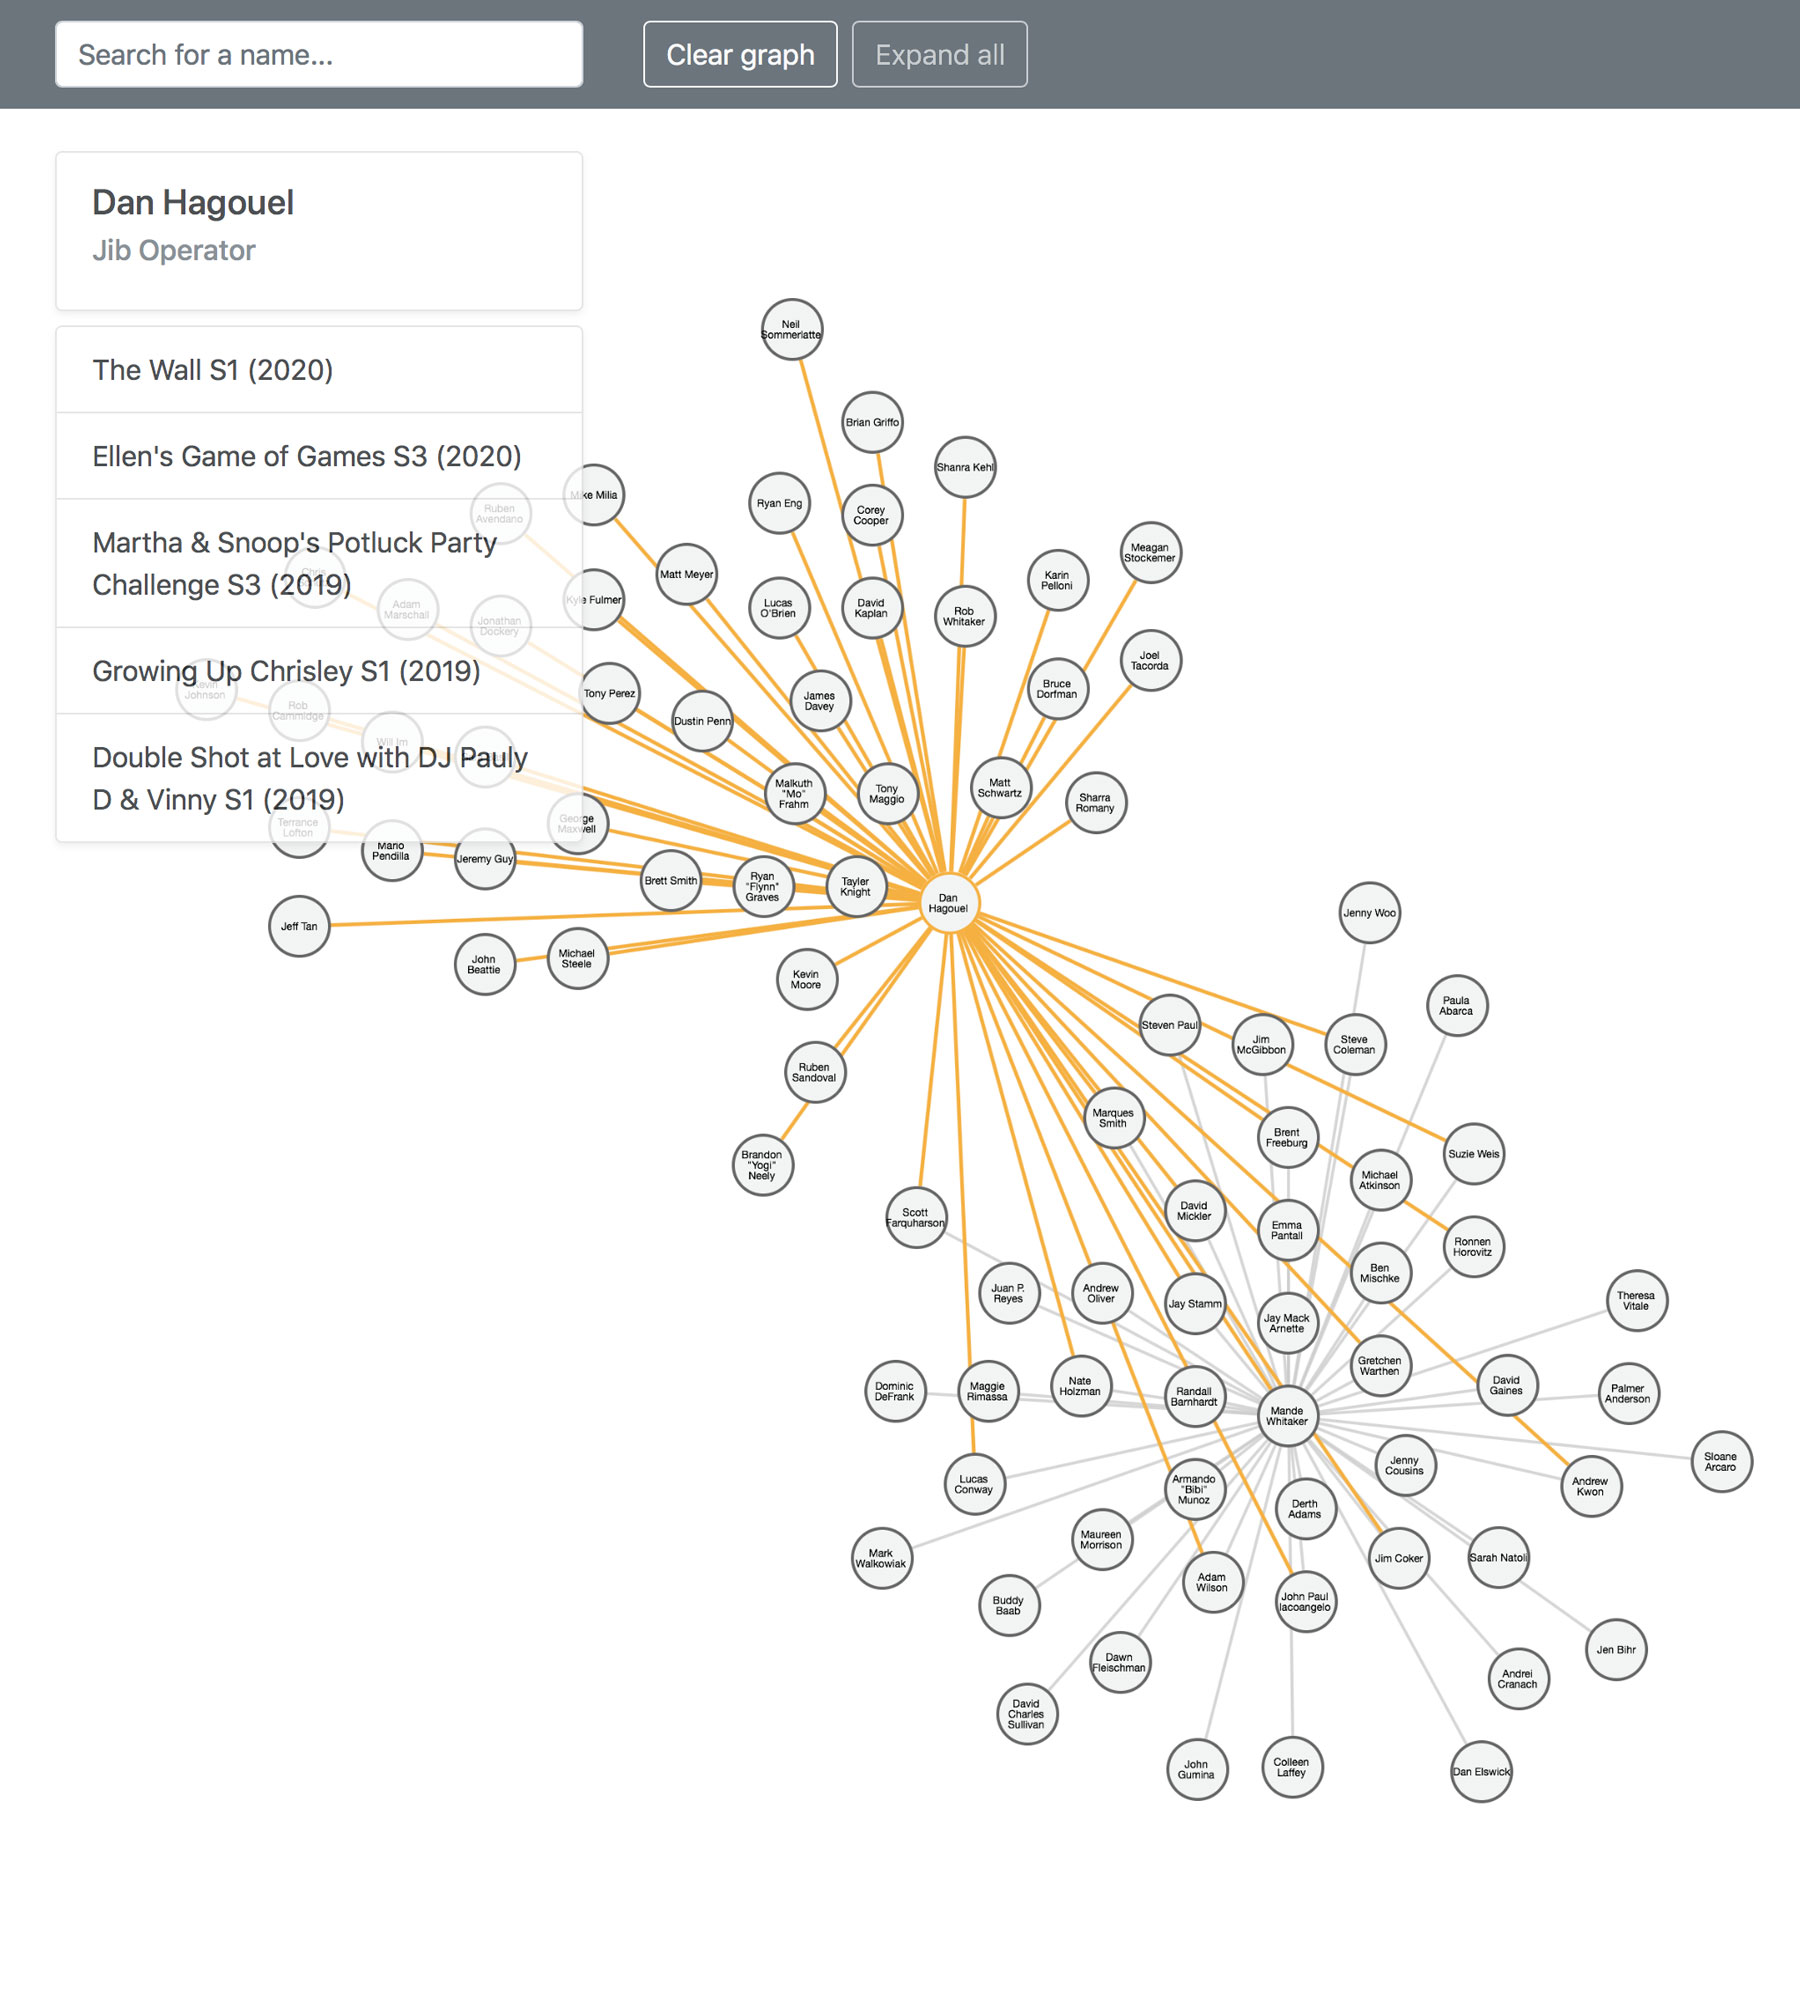 Search for a name...
Clear graph
Expand all
Dan Hagouel
Jib Operator
The Wall S1 (2020)
Ellen's Game of Games S3 (2020)
Martha & Snoop's Potluck Party
Challenge S3 (2019)
Growing Up Chrisley S1 (2019)
Double Shot at Love with DJ Pauly
D & Vinny S1 (2019)
Neil
Sommerlatte
Brian Griffo
Shanra Kehl
Mike Milia
Ryan Eng
Corey
Cooper
Ruben
Avendano
Meagan
Stockemer
Matt Meyer
Karin
Pelloni
Chris
Kyle Fulmer
Lucas
O'Brien
David
Kaplan
Rob
Whitaker
Adam
Marschall
Jonathan
Dockery
Joel
Tacorda
Kevin
Johnson
Tony Perez
Bruce
Dorfman
James
Davey
Rob
Cammidge
Dustin Penn
Will Im
Malkuth
"Mo"
Frahm
Tony
Maggio
Matt
Schwartz
Sharra
Romany
Terrance
Lofton
George
Maxwell
Mario
Pendilla
Jeremy Guy
Brett Smith
Ryan
"Flynn"
Graves
Tayler
Knight
Dan
Hagouel
Jenny Woo
Jeff Tan
John
Beattie
Michael
Steele
Kevin
Moore
Paula
Abarca
Steven Paul
Jim
McGibbon
Steve
Coleman
Ruben
Sandoval
Marques
Smith
Brent
Freeburg
Suzie Weis
Brandon
"Yogi"
Neely
Michael
Atkinson
Scott
Farquharson
David
Mickler
Emma
Pantall
Ronnen
Horovitz
Ben
Mischke
Juan P.
Reyes
Andrew
Oliver
Jay Stamm
Jay Mack
Arnette
Theresa
Vitale
Gretchen
Warthen
Dominic
DeFrank
Maggie
Rimassa
Nate
Holzman
Randall
Barnhardt
Mande
Whitaker
David
Gaines
Palmer
Anderson
Lucas
Conway
Armando
"Bibi"
Munoz
Jenny
Cousins
Sloane
Arcaro
Andrew
Kwon
Derth
Adams
Maureen
Morrison
Mark
Walkowiak
Jim Coker
Sarah Natoli
Adam
Wilson
Buddy
Baab
John Paul
Iacoangelo
Dawn
Fleischman
Jen Bihr
Andrei
Cranach
David
Charles
Sullivan
John
Gumina
Colleen
Laffey
Dan Elswick